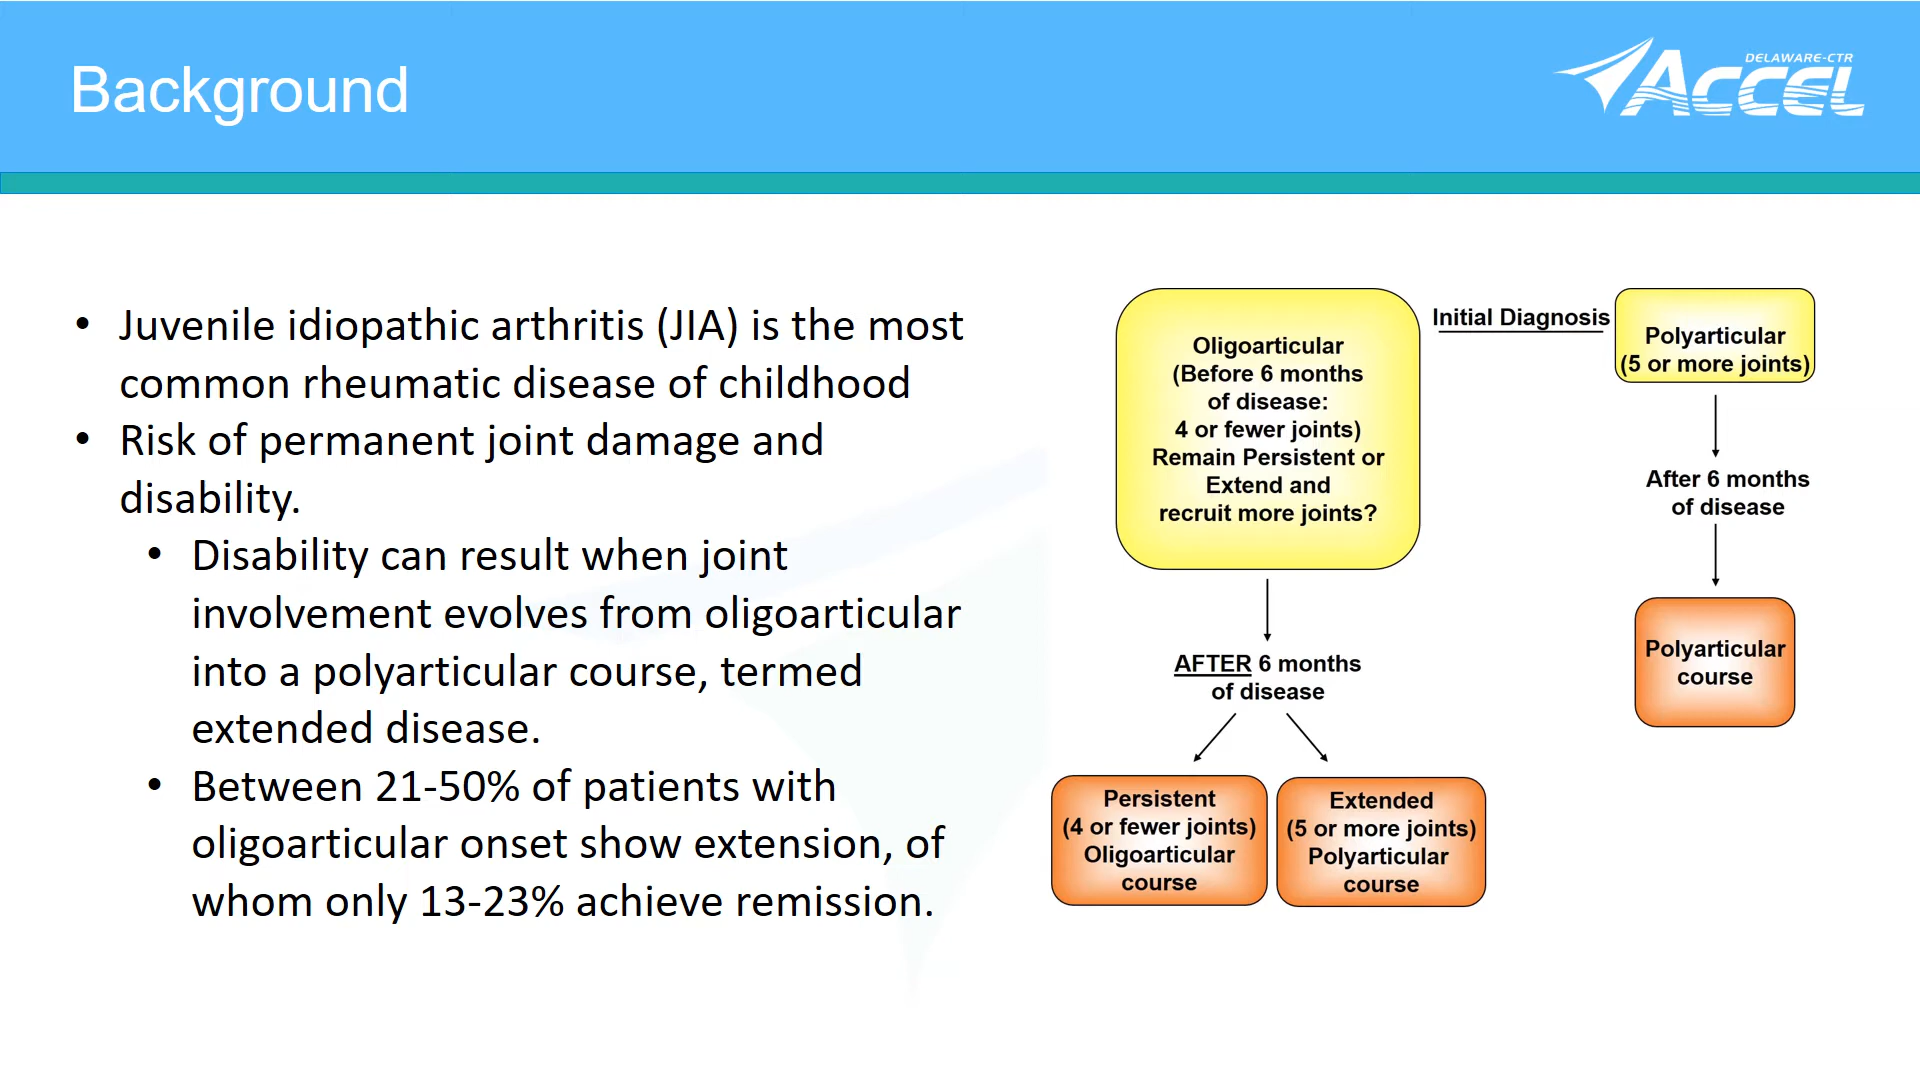 Background
DELAWARE-CTR
ACCEL
• Juvenile idiopathic arthritis (JIA) is the most
common rheumatic disease of childhood
• Risk of permanent joint damage and
disability.
• Disability can result when joint
involvement evolves from oligoarticular
into a polyarticular course, termed
extended disease.
• Between 21-50% of patients with
oligoarticular onset show extension, of
whom only 13-23% achieve remission.
Initial Diagnosis
Oligoarticular
(Before 6 months
of disease:
4 or fewer joints)
Remain Persistent or
Extend and
recruit more joints?
AFTER 6 months
of disease
Persistent
(4 or fewer joints)
Oligoarticular
course
Extended
(5 or more joints)
Polyarticular
course
Polyarticular
(5 or more joints)
After 6 months
of disease
Polyarticular
course